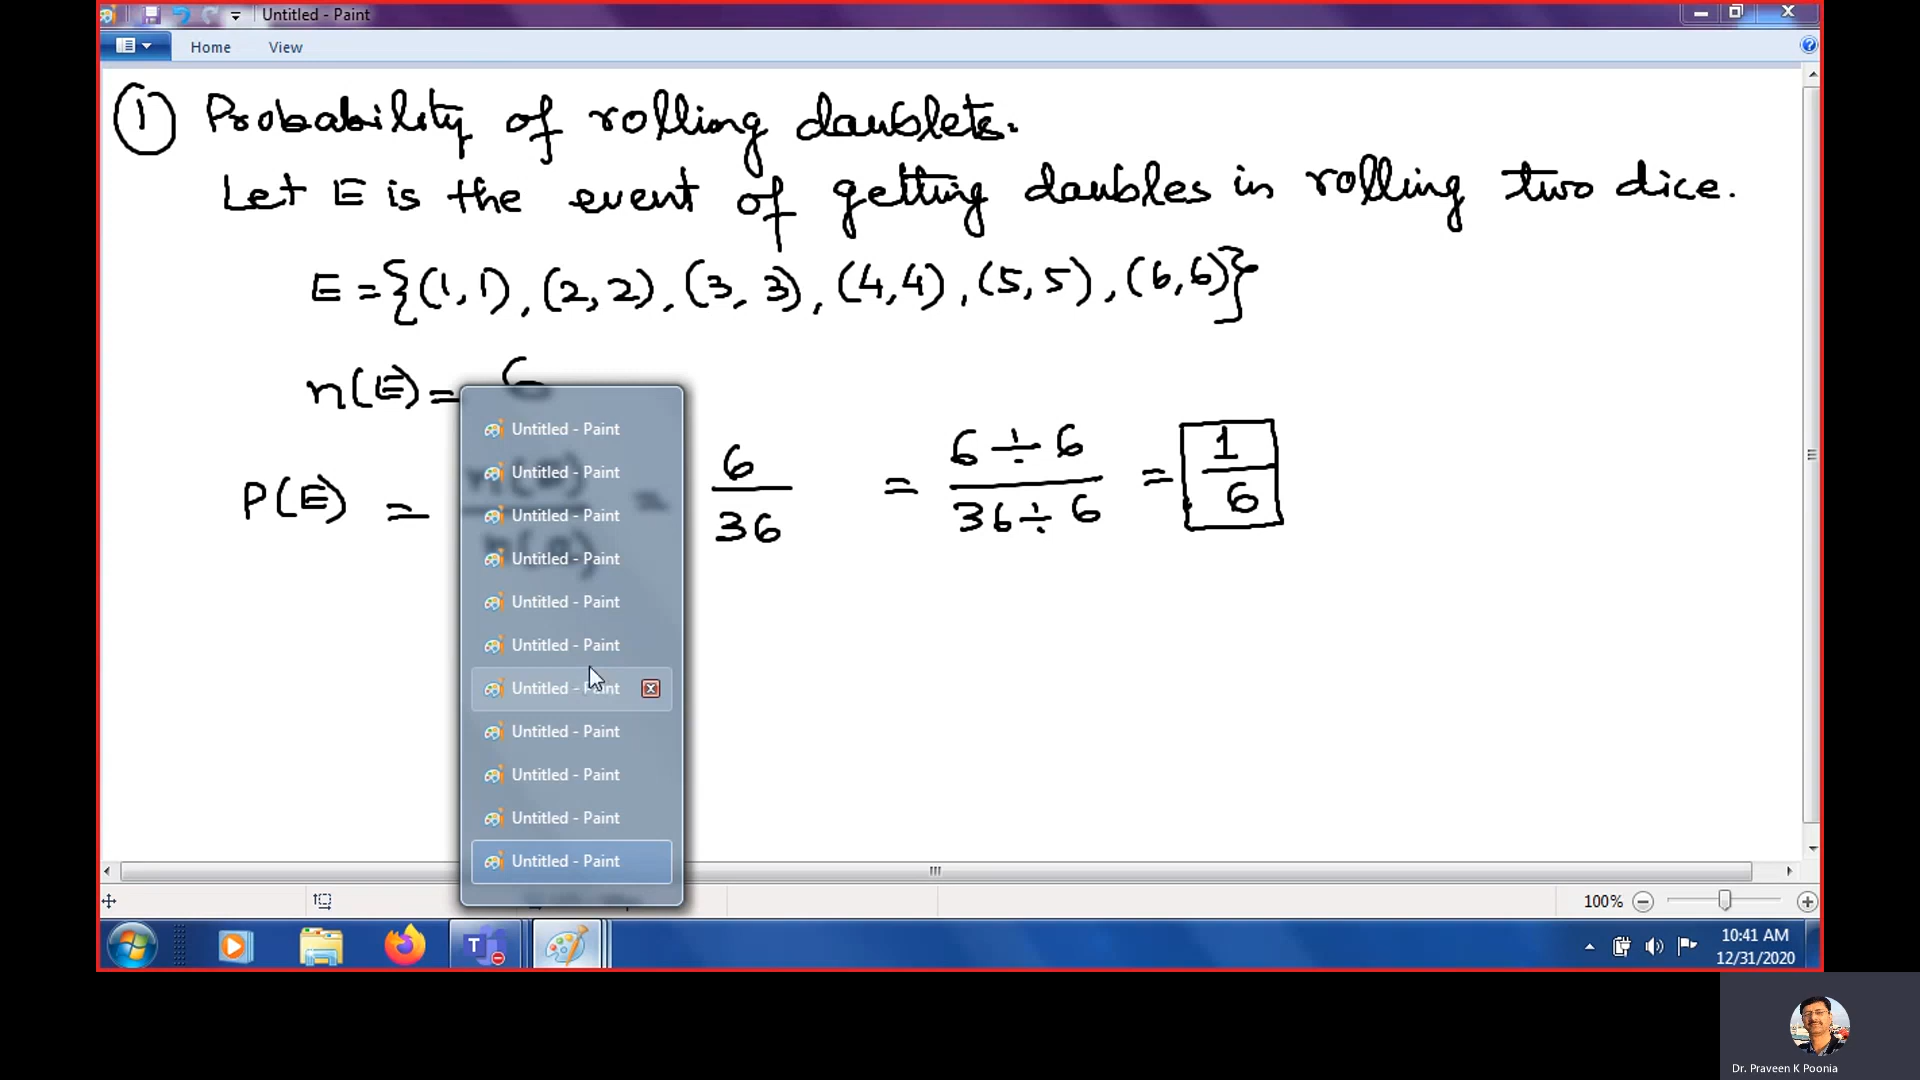 Untitled - Paint
Home View
① Probability of rolling daublets.
Let E is the event of getting daubles in rolling two dice.
E = {(1,1), (2,2), (3,3), (4,4), (5,5), (6,6)}
n(E) = 6
P(E) = = 6/36 = 6÷6/36÷6 = 1/6
Untitled - Paint
Untitled - Paint
Untitled - Paint
Untitled - Paint
Untitled - Paint
Untitled - Paint
Untitled - Paint
Untitled - Paint
Untitled - Paint
Untitled - Paint
Untitled - Paint
100%
T
10:41 AM
12/31/2020
Dr. Praveen K Poonia